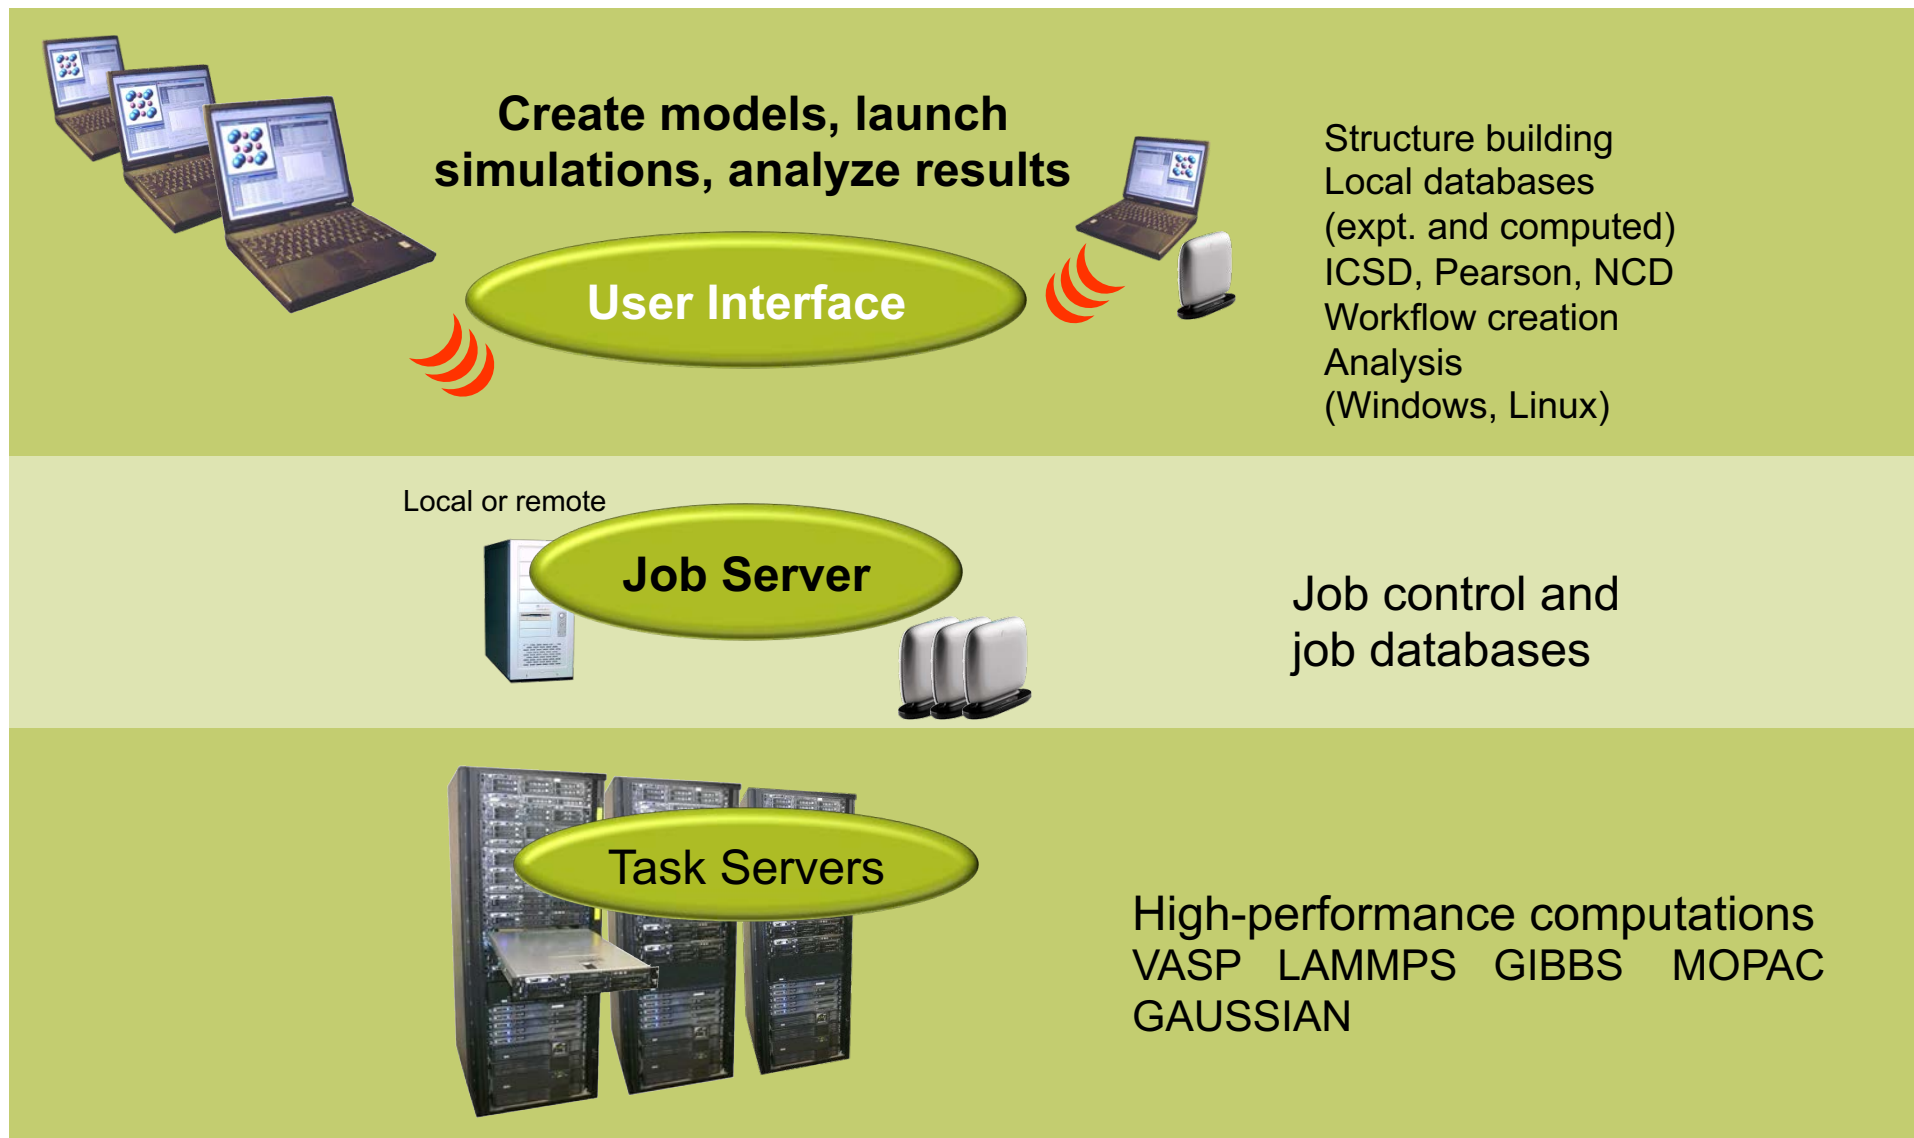 Create models, launch
simulations, analyze results
User Interface
Structure building
Local databases
(expt. and computed)
ICSD, Pearson, NCD
Workflow creation
Analysis
(Windows, Linux)
Local or remote
Job Server
Job control and
job databases
Task Servers
High-performance computations
VASP LAMMPS GIBBS MOPAC
GAUSSIAN